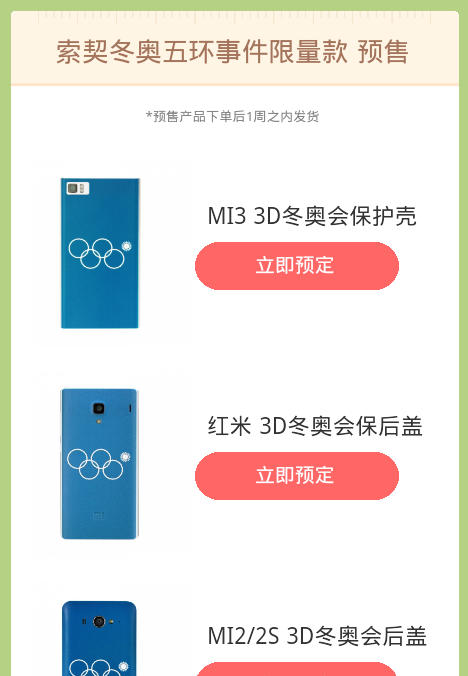 索契冬奥五环事件限量款 预售
*预售产品下单后1周之内发货
MI3 3D冬奥会保护壳
立即预定
红米 3D冬奥会保后盖
立即预定
MI2/2S 3D冬奥会后盖